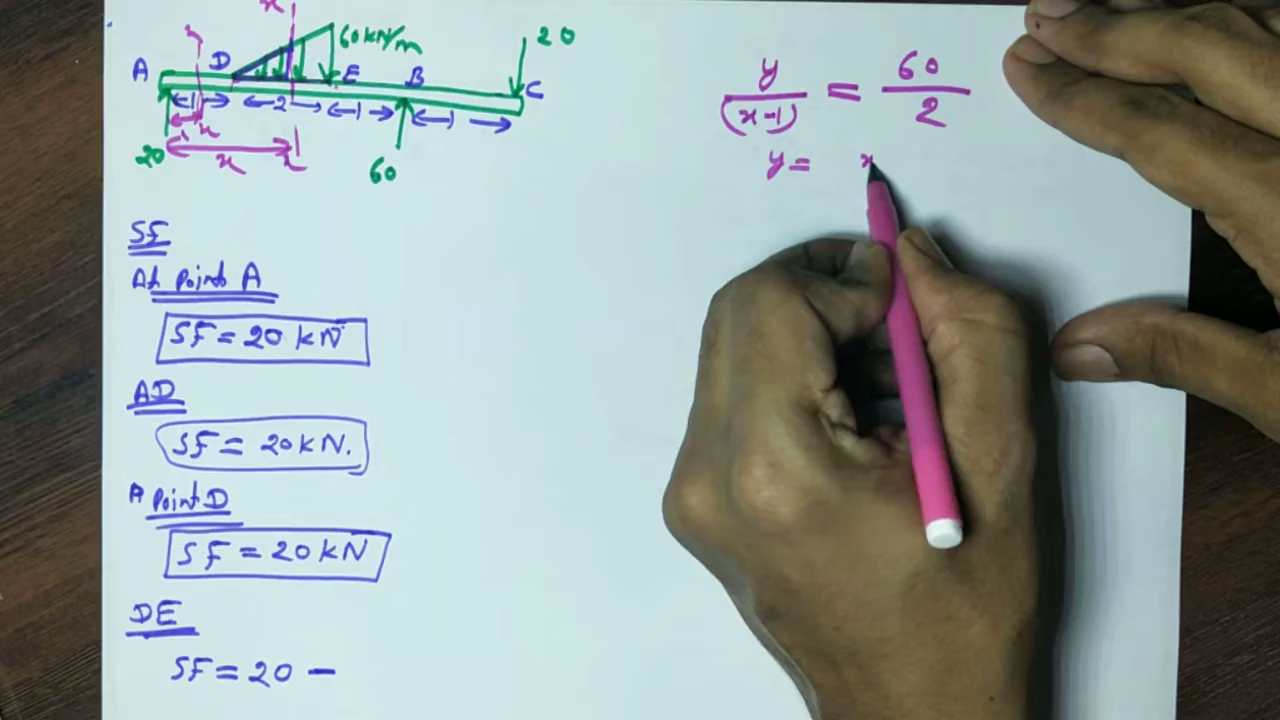 x
60 kN/m
20
A D E B C
1 2 1 1
x
20 x x 60
y/(x-1) = 60/2
y = x
SF
At point A
SF = 20 kN
AD
SF = 20 kN.
A point D
SF = 20 kN
DE
SF = 20 -